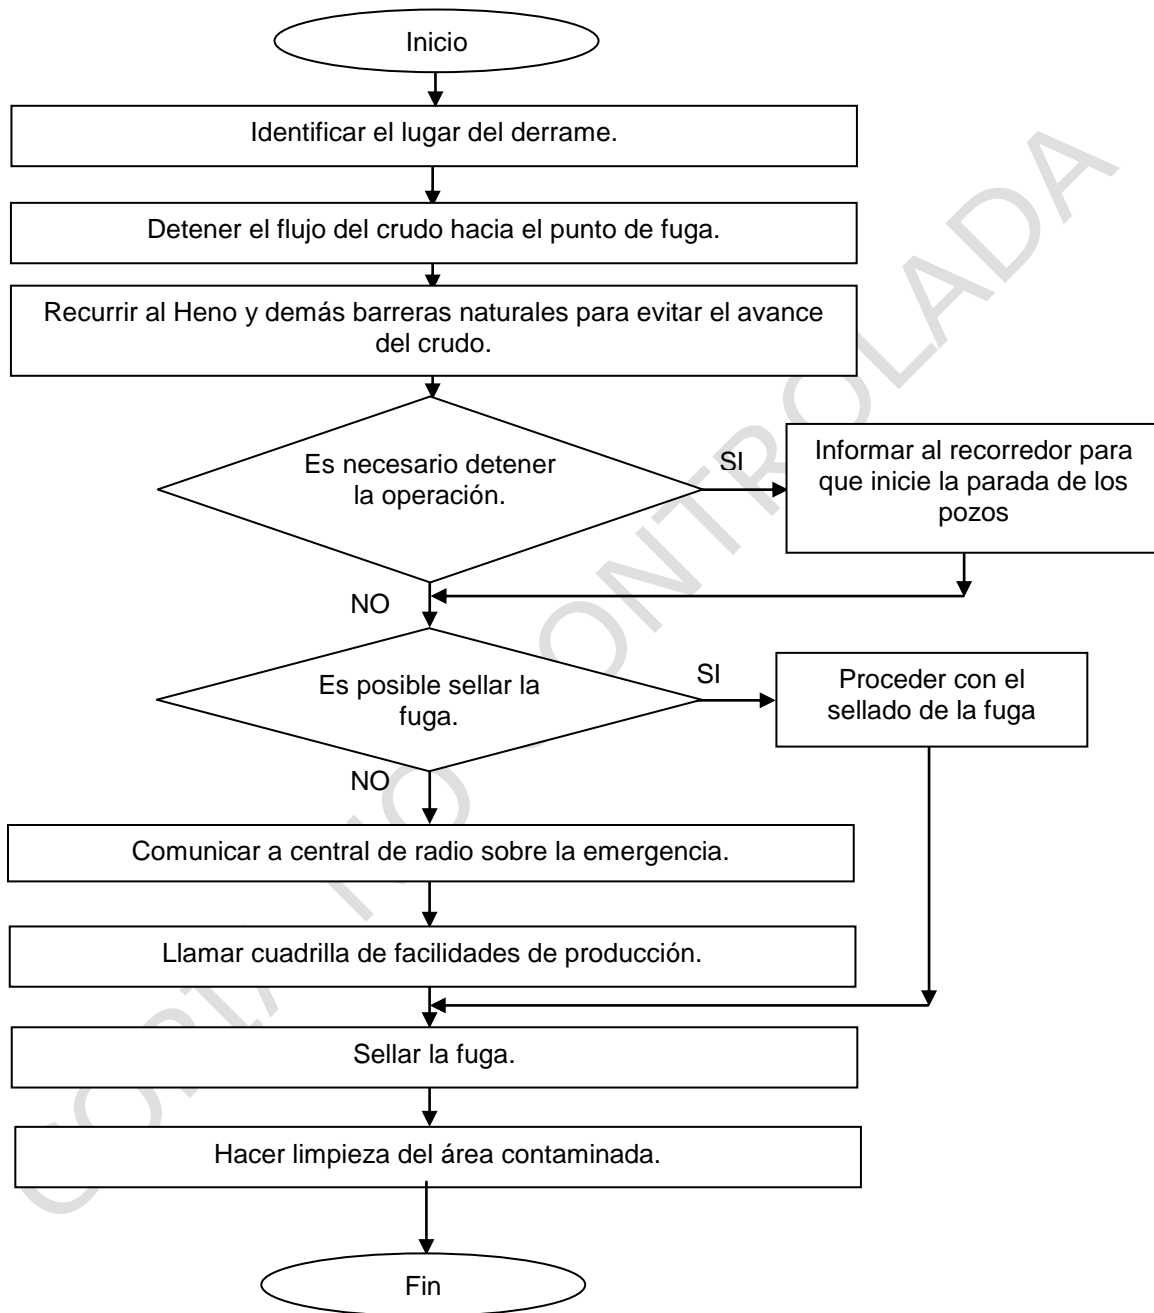 Inicio
Identificar el lugar del derrame.
Detener el flujo del crudo hacia el punto de fuga.
Recurrir al Heno y demás barreras naturales para evitar el avance
del crudo.
Es necesario detener
la operación.
SI
Informar al recorredor para
que inicie la parada de los
pozos
NO
Es posible sellar la
fuga.
SI
Proceder con el
sellado de la fuga
NO
Comunicar a central de radio sobre la emergencia.
Llamar cuadrilla de facilidades de producción.
Sellar la fuga.
Hacer limpieza del área contaminada.
Fin
COPIA NO CONTROLADA